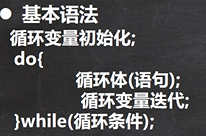 ● 基本语法
循环变量初始化;
do{
循环体(语句);
循环变量迭代;
}while(循环条件);